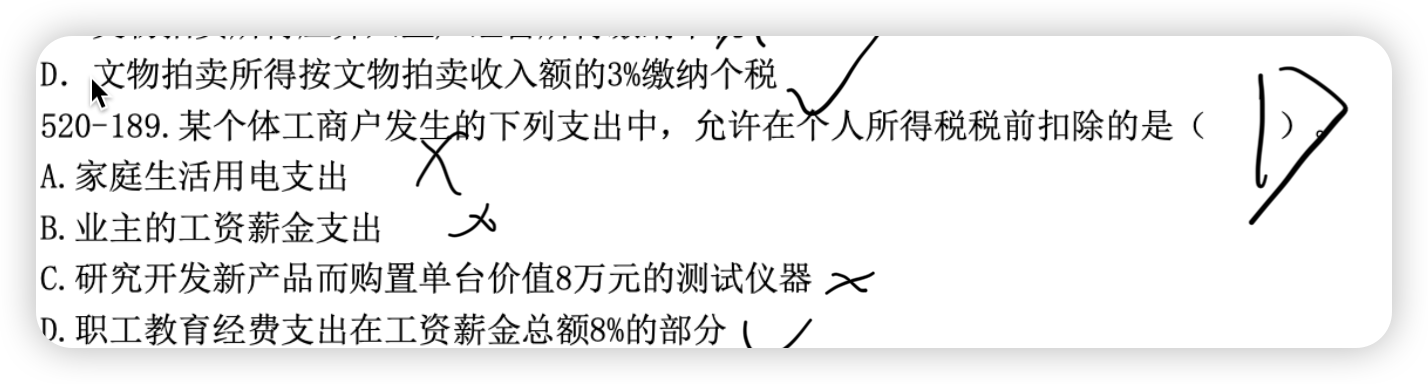 D. 文物拍卖所得按文物拍卖收入额的3%缴纳个税
520-189.某个体工商户发生的下列支出中，允许在个人所得税税前扣除的是（ D ）。
A.家庭生活用电支出
B.业主的工资薪金支出
C.研究开发新产品而购置单台价值8万元的测试仪器
D.职工教育经费支出在工资薪金总额8%的部分